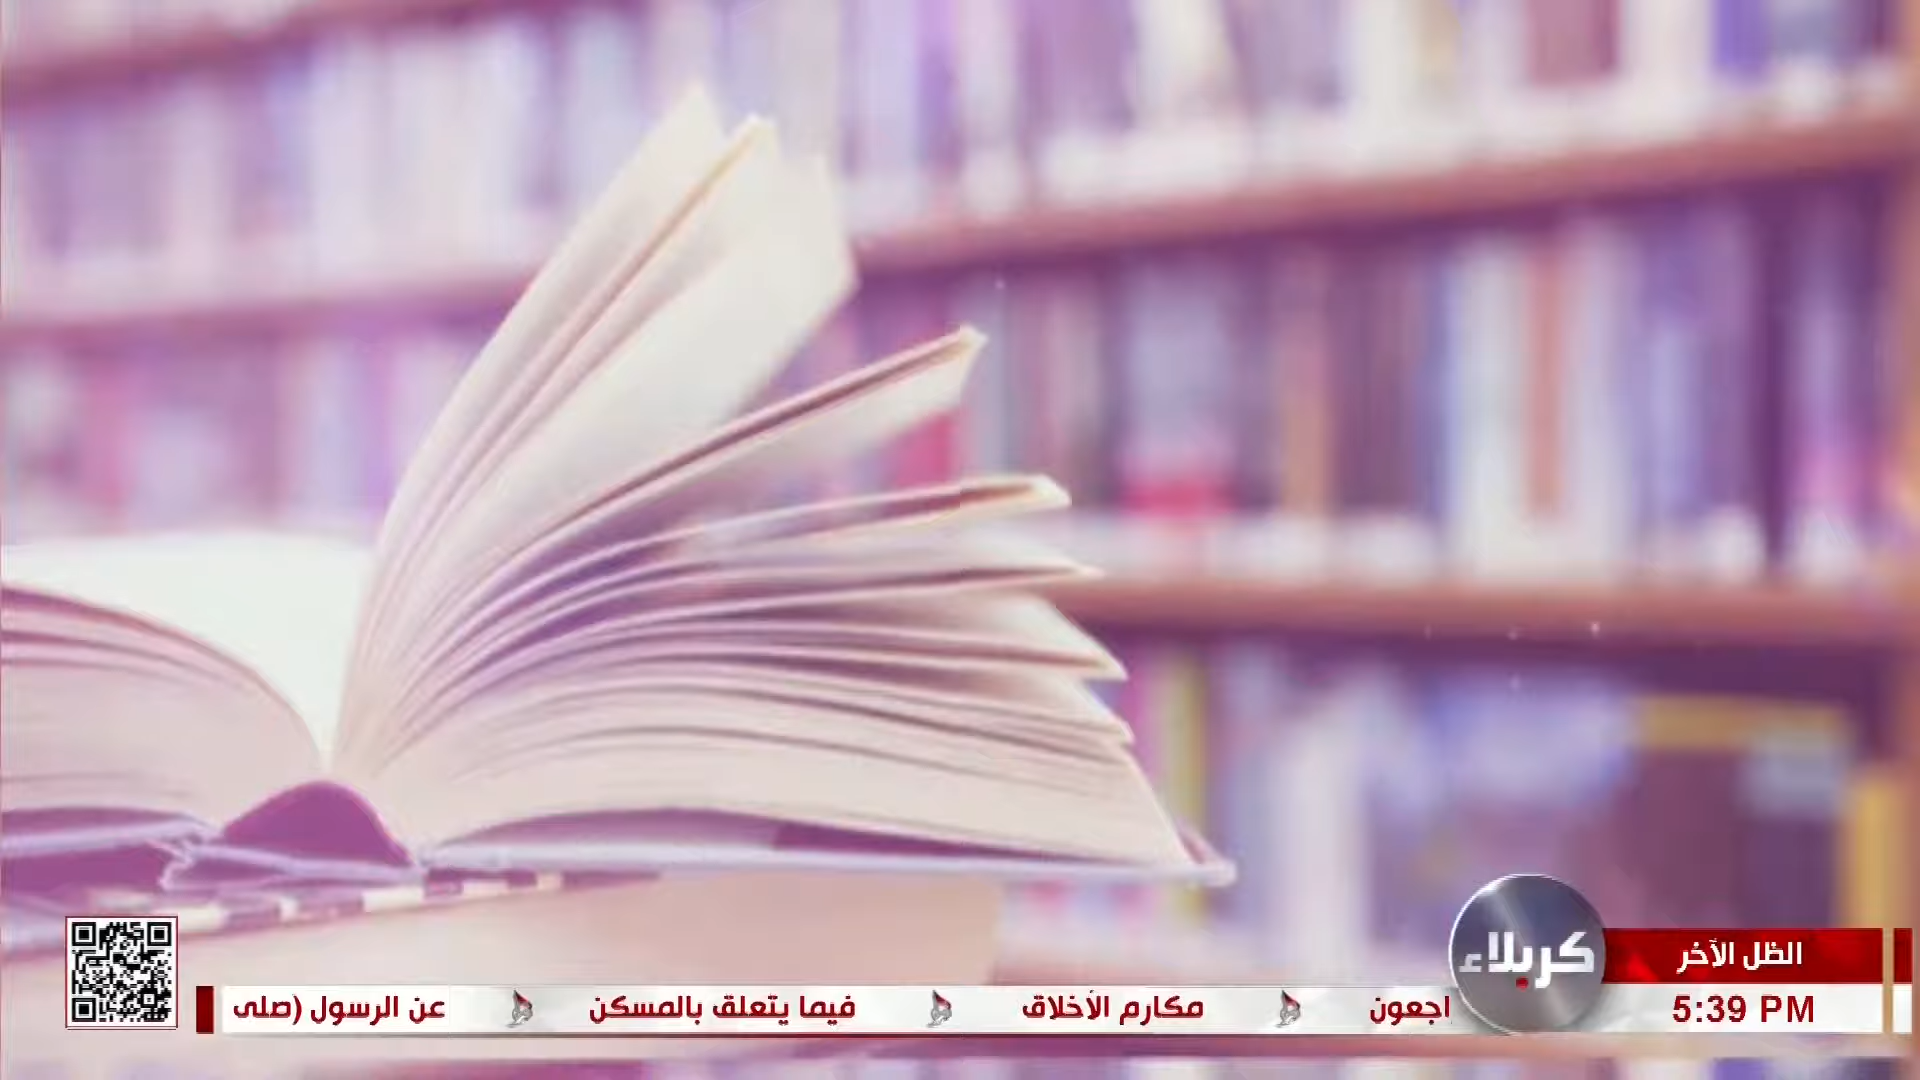 الظل الآخر
كربلاء
5:39 PM
اجعون
مكارم الأخلاق
فيما يتعلق بالمسكن
عن الرسول (صلى